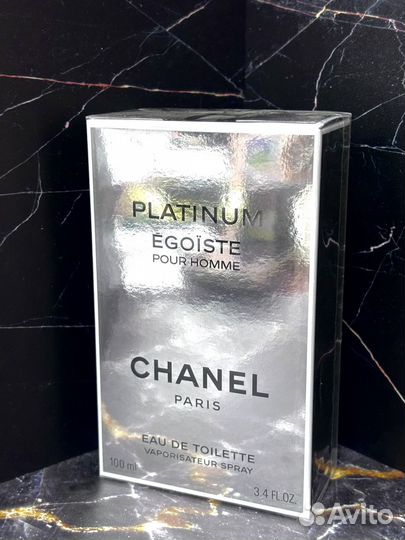 PLATINUM
ÉGOÏSTE
POUR HOMME
CHANEL
PARIS
EAU DE TOILETTE
VAPORISATEUR SPRAY
100 ml
3.4 FL.OZ.
Avito